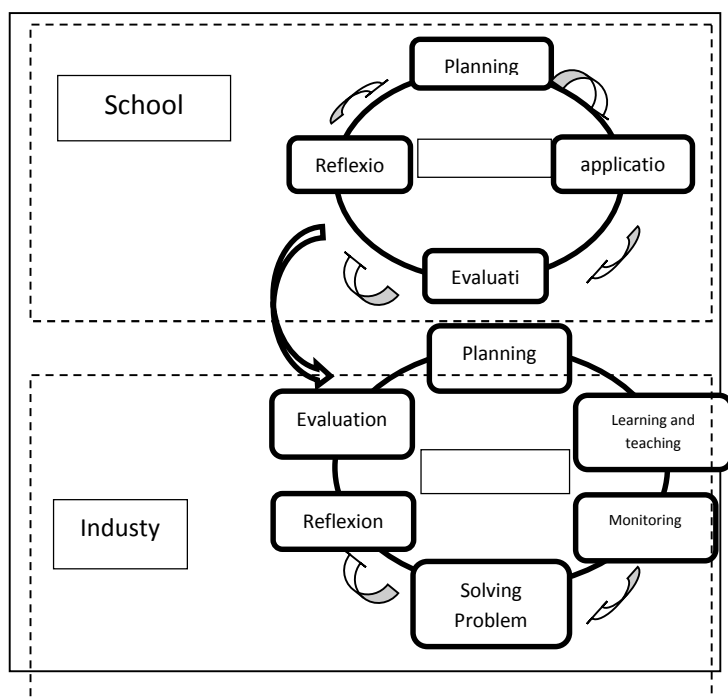 Planning
School
Reflexio
applicatio
Evaluati
Planning
Evaluation
Learning and
teaching
Reflexion
Monitoring
Industy
Solving
Problem